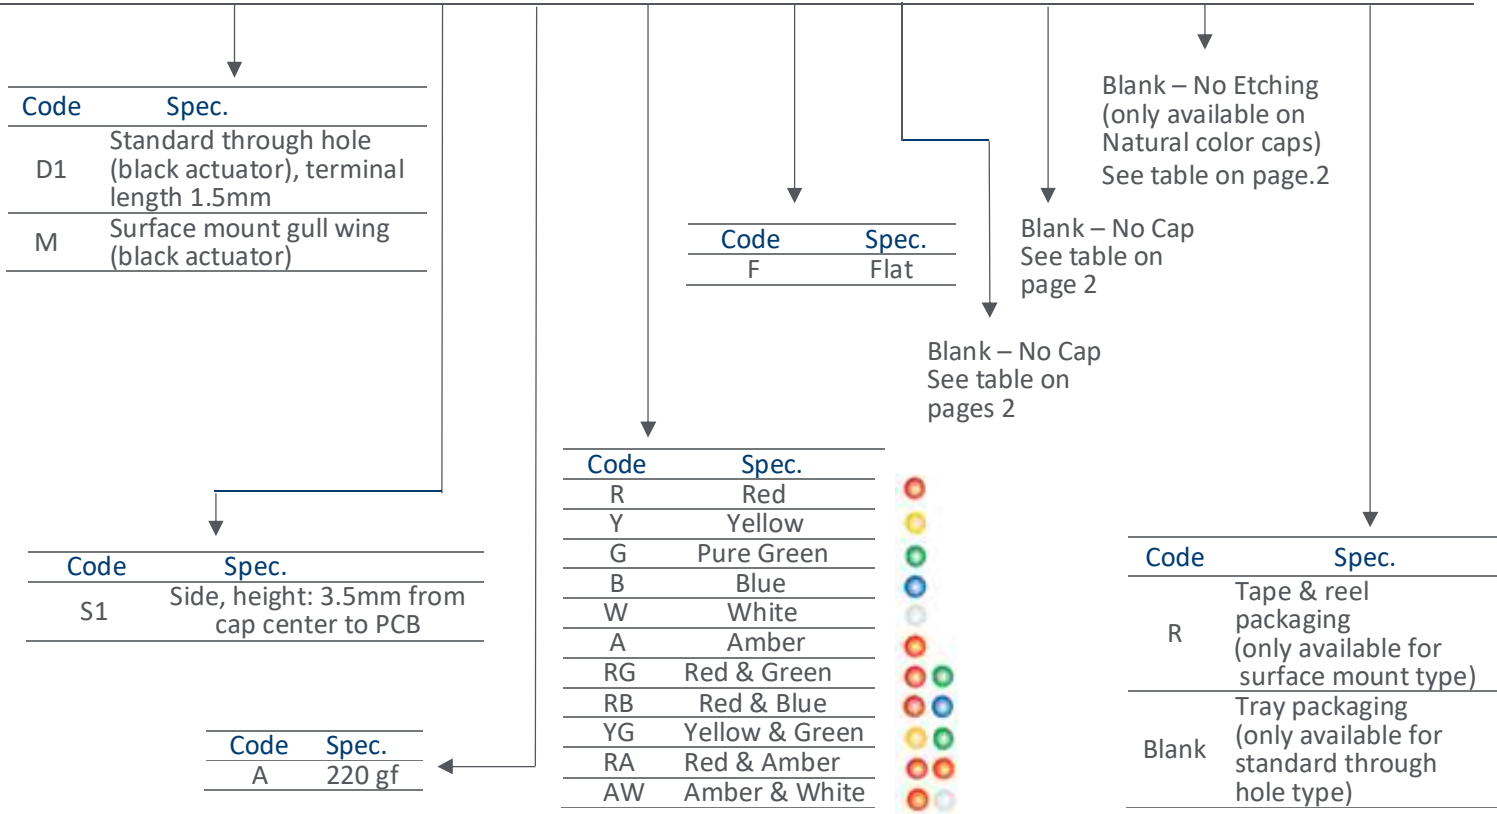 Code Spec.
D1 Standard through hole
(black actuator), terminal
length 1.5mm
M Surface mount gull wing
(black actuator)
Code Spec.
S1 Side, height: 3.5mm from
cap center to PCB
Code Spec.
A 220 gf
Code Spec.
R Red
Y Yellow
G Pure Green
B Blue
W White
A Amber
RG Red & Green
RB Red & Blue
YG Yellow & Green
RA Red & Amber
AW Amber & White
Code Spec.
F Flat
Blank – No Cap
See table on
pages 2
Blank – No Cap
See table on
page 2
Blank – No Etching
(only available on
Natural color caps)
See table on page.2
Code Spec.
R Tape & reel
packaging
(only available for
surface mount type)
Blank Tray packaging
(only available for
standard through
hole type)